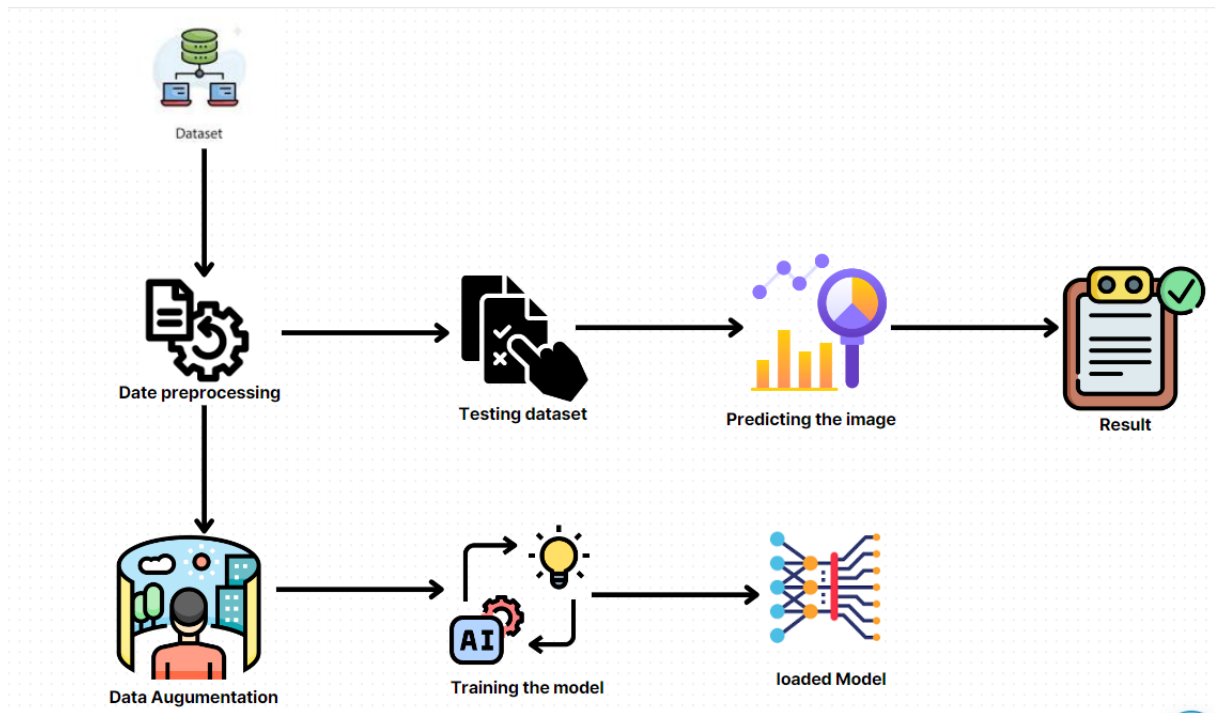 Dataset
Date preprocessing
Testing dataset
Predicting the image
Result
AI
Data Augumentation
Training the model
loaded Model